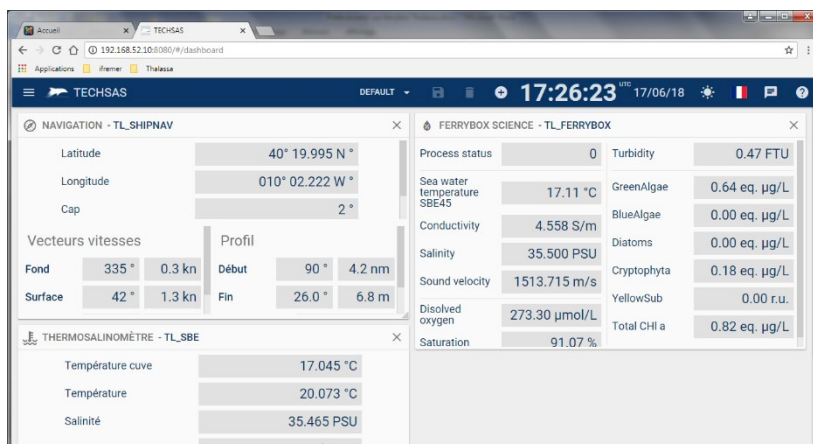 Accueil
TECHSAS
192.168.52.10:8080/#/dashboard
Applications
ifremer
Thalassa
TECHSAS
DEFAULT
17:26:23 UTC 17/06/18
NAVIGATION - TL_SHIPNAV
Latitude 40° 19.995 N °
Longitude 010° 02.222 W °
Cap 2 °
Vecteurs vitesses
Fond 335 ° 0.3 kn
Surface 42 ° 1.3 kn
Profil
Début 90 ° 4.2 nm
Fin 26.0 ° 6.8 m
THERMOSALINOMÈTRE - TL_SBE
Température cuve 17.045 °C
Température 20.073 °C
Salinité 35.465 PSU
FERRYBOX SCIENCE - TL_FERRYBOX
Process status 0
Sea water
temperature
SBE45 17.11 °C
Conductivity 4.558 S/m
Salinity 35.500 PSU
Sound velocity 1513.715 m/s
Disolved
oxygen 273.30 µmol/L
Saturation 91.07 %
Turbidity 0.47 FTU
GreenAlgae 0.64 eq. µg/L
BlueAlgae 0.00 eq. µg/L
Diatoms 0.00 eq. µg/L
Cryptophyta 0.18 eq. µg/L
YellowSub 0.00 r.u.
Total CHl a 0.82 eq. µg/L